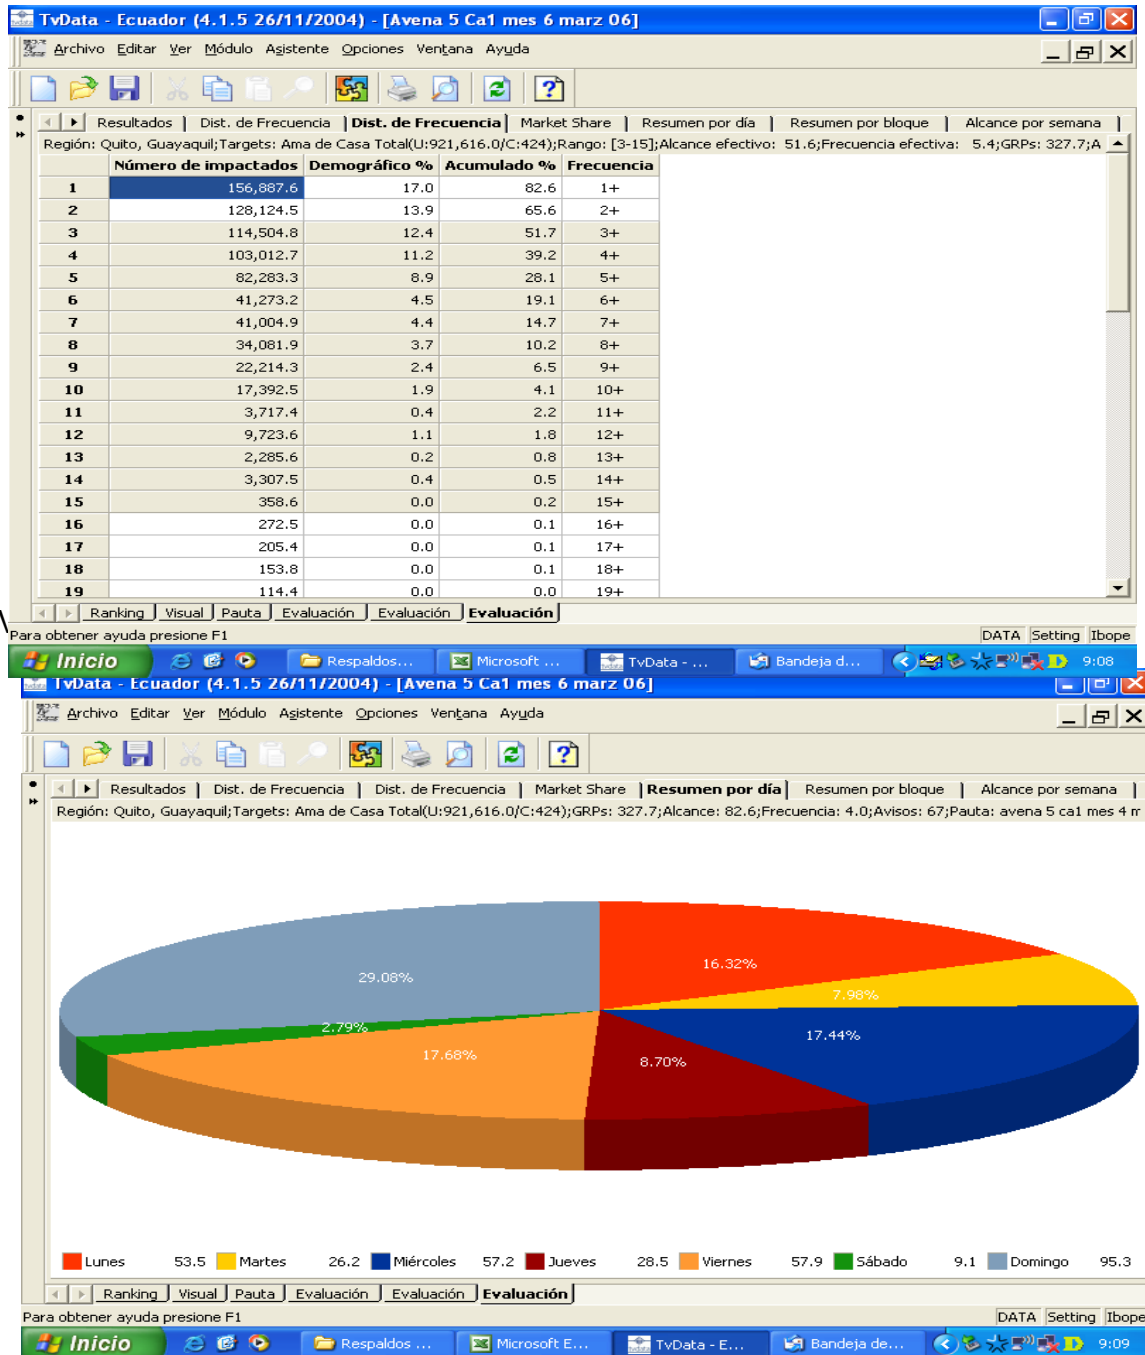 TvData - Ecuador (4.1.5 26/11/2004) - [Avena 5 Ca1 mes 6 marz 06]
Archivo Editar Ver Módulo Asistente Opciones Ventana Ayuda
Resultados | Dist. de Frecuencia | Dist. de Frecuencia | Market Share | Resumen por día | Resumen por bloque | Alcance por semana |
Región: Quito, Guayaquil;Targets: Ama de Casa Total(U:921,616.0/C:424);Rango: [3-15];Alcance efectivo: 51.6;Frecuencia efectiva: 5.4;GRPs: 327.7;A
Número de impactados Demográfico % Acumulado % Frecuencia
1 156,887.6 17.0 82.6 1+
2 128,124.5 13.9 65.6 2+
3 114,504.8 12.4 51.7 3+
4 103,012.7 11.2 39.2 4+
5 82,283.3 8.9 28.1 5+
6 41,273.2 4.5 19.1 6+
7 41,004.9 4.4 14.7 7+
8 34,081.9 3.7 10.2 8+
9 22,214.3 2.4 6.5 9+
10 17,392.5 1.9 4.1 10+
11 3,717.4 0.4 2.2 11+
12 9,723.6 1.1 1.8 12+
13 2,285.6 0.2 0.8 13+
14 3,307.5 0.4 0.5 14+
15 358.6 0.0 0.2 15+
16 272.5 0.0 0.1 16+
17 205.4 0.0 0.1 17+
18 153.8 0.0 0.1 18+
19 114.4 0.0 0.0 19+
Ranking Visual Pauta Evaluación Evaluación Evaluación
Para obtener ayuda presione F1 DATA Setting Ibope
Inicio Respaldos... Microsoft ... TvData - ... Bandeja d... 9:08
TvData - Ecuador (4.1.5 26/11/2004) - [Avena 5 Ca1 mes 6 marz 06]
Archivo Editar Ver Módulo Asistente Opciones Ventana Ayuda
Resultados | Dist. de Frecuencia | Dist. de Frecuencia | Market Share | Resumen por día | Resumen por bloque | Alcance por semana |
Región: Quito, Guayaquil;Targets: Ama de Casa Total(U:921,616.0/C:424);GRPs: 327.7;Alcance: 82.6;Frecuencia: 4.0;Avisos: 67;Pauta: avena 5 ca1 mes 4 m
29.08% 16.32%
7.98%
2.79% 17.44%
17.68% 8.70%
Lunes 53.5 Martes 26.2 Miércoles 57.2 Jueves 28.5 Viernes 57.9 Sábado 9.1 Domingo 95.3
Ranking Visual Pauta Evaluación Evaluación Evaluación
Para obtener ayuda presione F1 DATA Setting Ibope
Inicio Respaldos ... Microsoft E... TvData - E... Bandeja de... 9:09